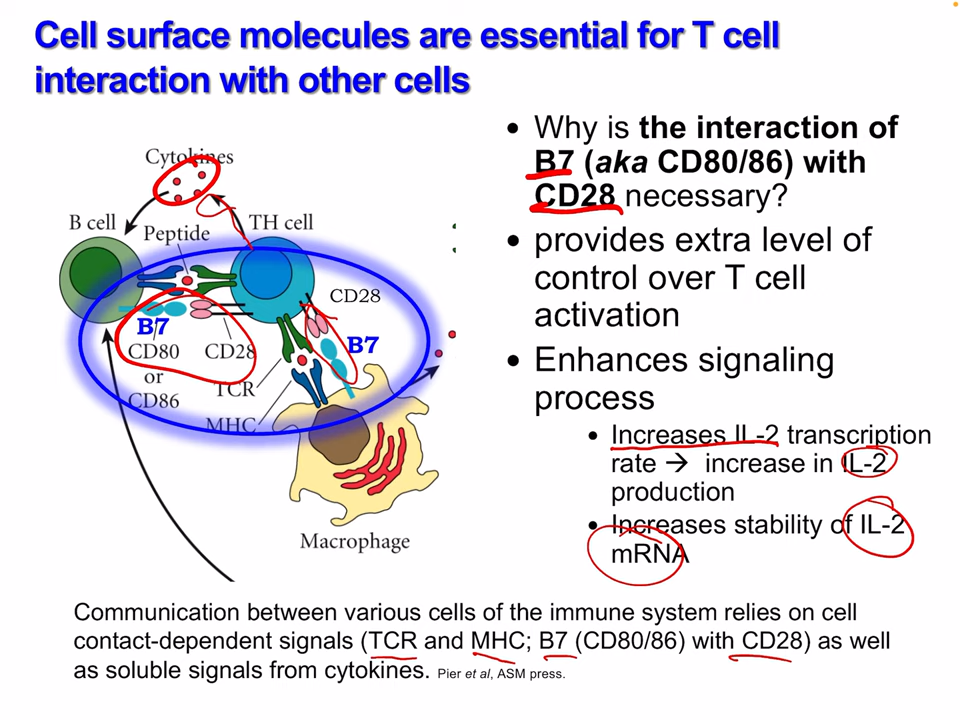 Cell surface molecules are essential for T cell
interaction with other cells
Cytokines
B cell
Peptide
TH cell
CD28
B7
B7
CD80
CD28
or
TCR
CD86
MHC
Macrophage
• Why is the interaction of
B7 (aka CD80/86) with
CD28 necessary?
• provides extra level of
control over T cell
activation
• Enhances signaling
process
• Increases IL-2 transcription
rate → increase in IL-2
production
• Increases stability of IL-2
mRNA
Communication between various cells of the immune system relies on cell
contact-dependent signals (TCR and MHC; B7 (CD80/86) with CD28) as well
as soluble signals from cytokines. Pier et al, ASM press.